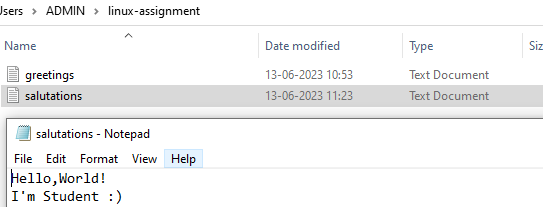 Users > ADMIN > linux-assignment
Name Date modified Type Siz
greetings 13-06-2023 10:53 Text Document
salutations 13-06-2023 11:23 Text Document
salutations - Notepad
File Edit Format View Help
Hello,World!
I'm Student :)